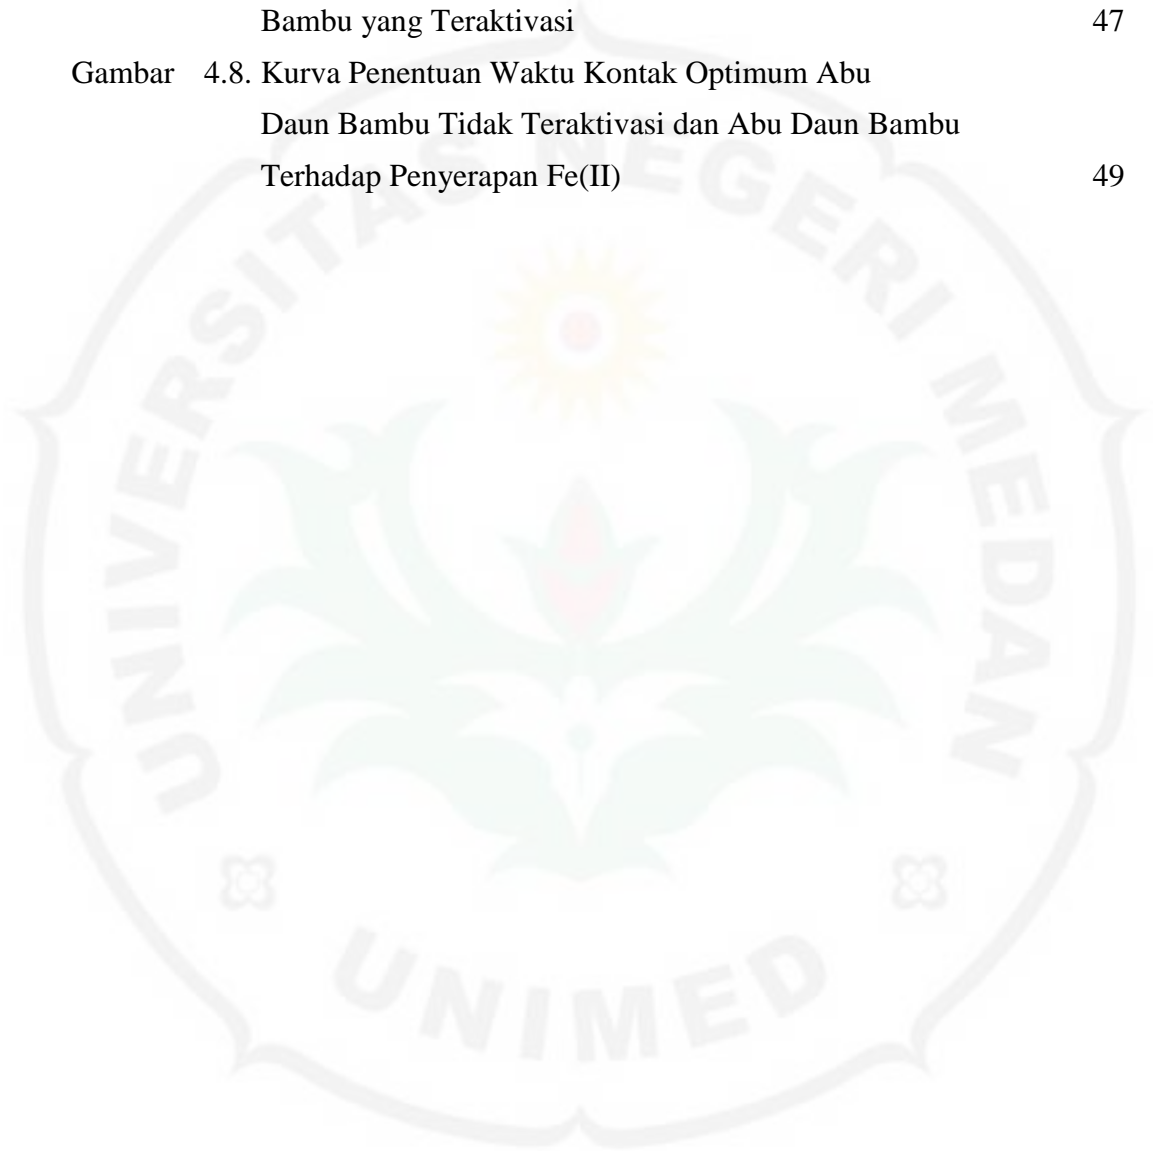 Bambu yang Teraktivasi 47
Gambar 4.8. Kurva Penentuan Waktu Kontak Optimum Abu
Daun Bambu Tidak Teraktivasi dan Abu Daun Bambu
Terhadap Penyerapan Fe(II) 49
UNIVERSITAS NEGERI MEDAN
UNIMED